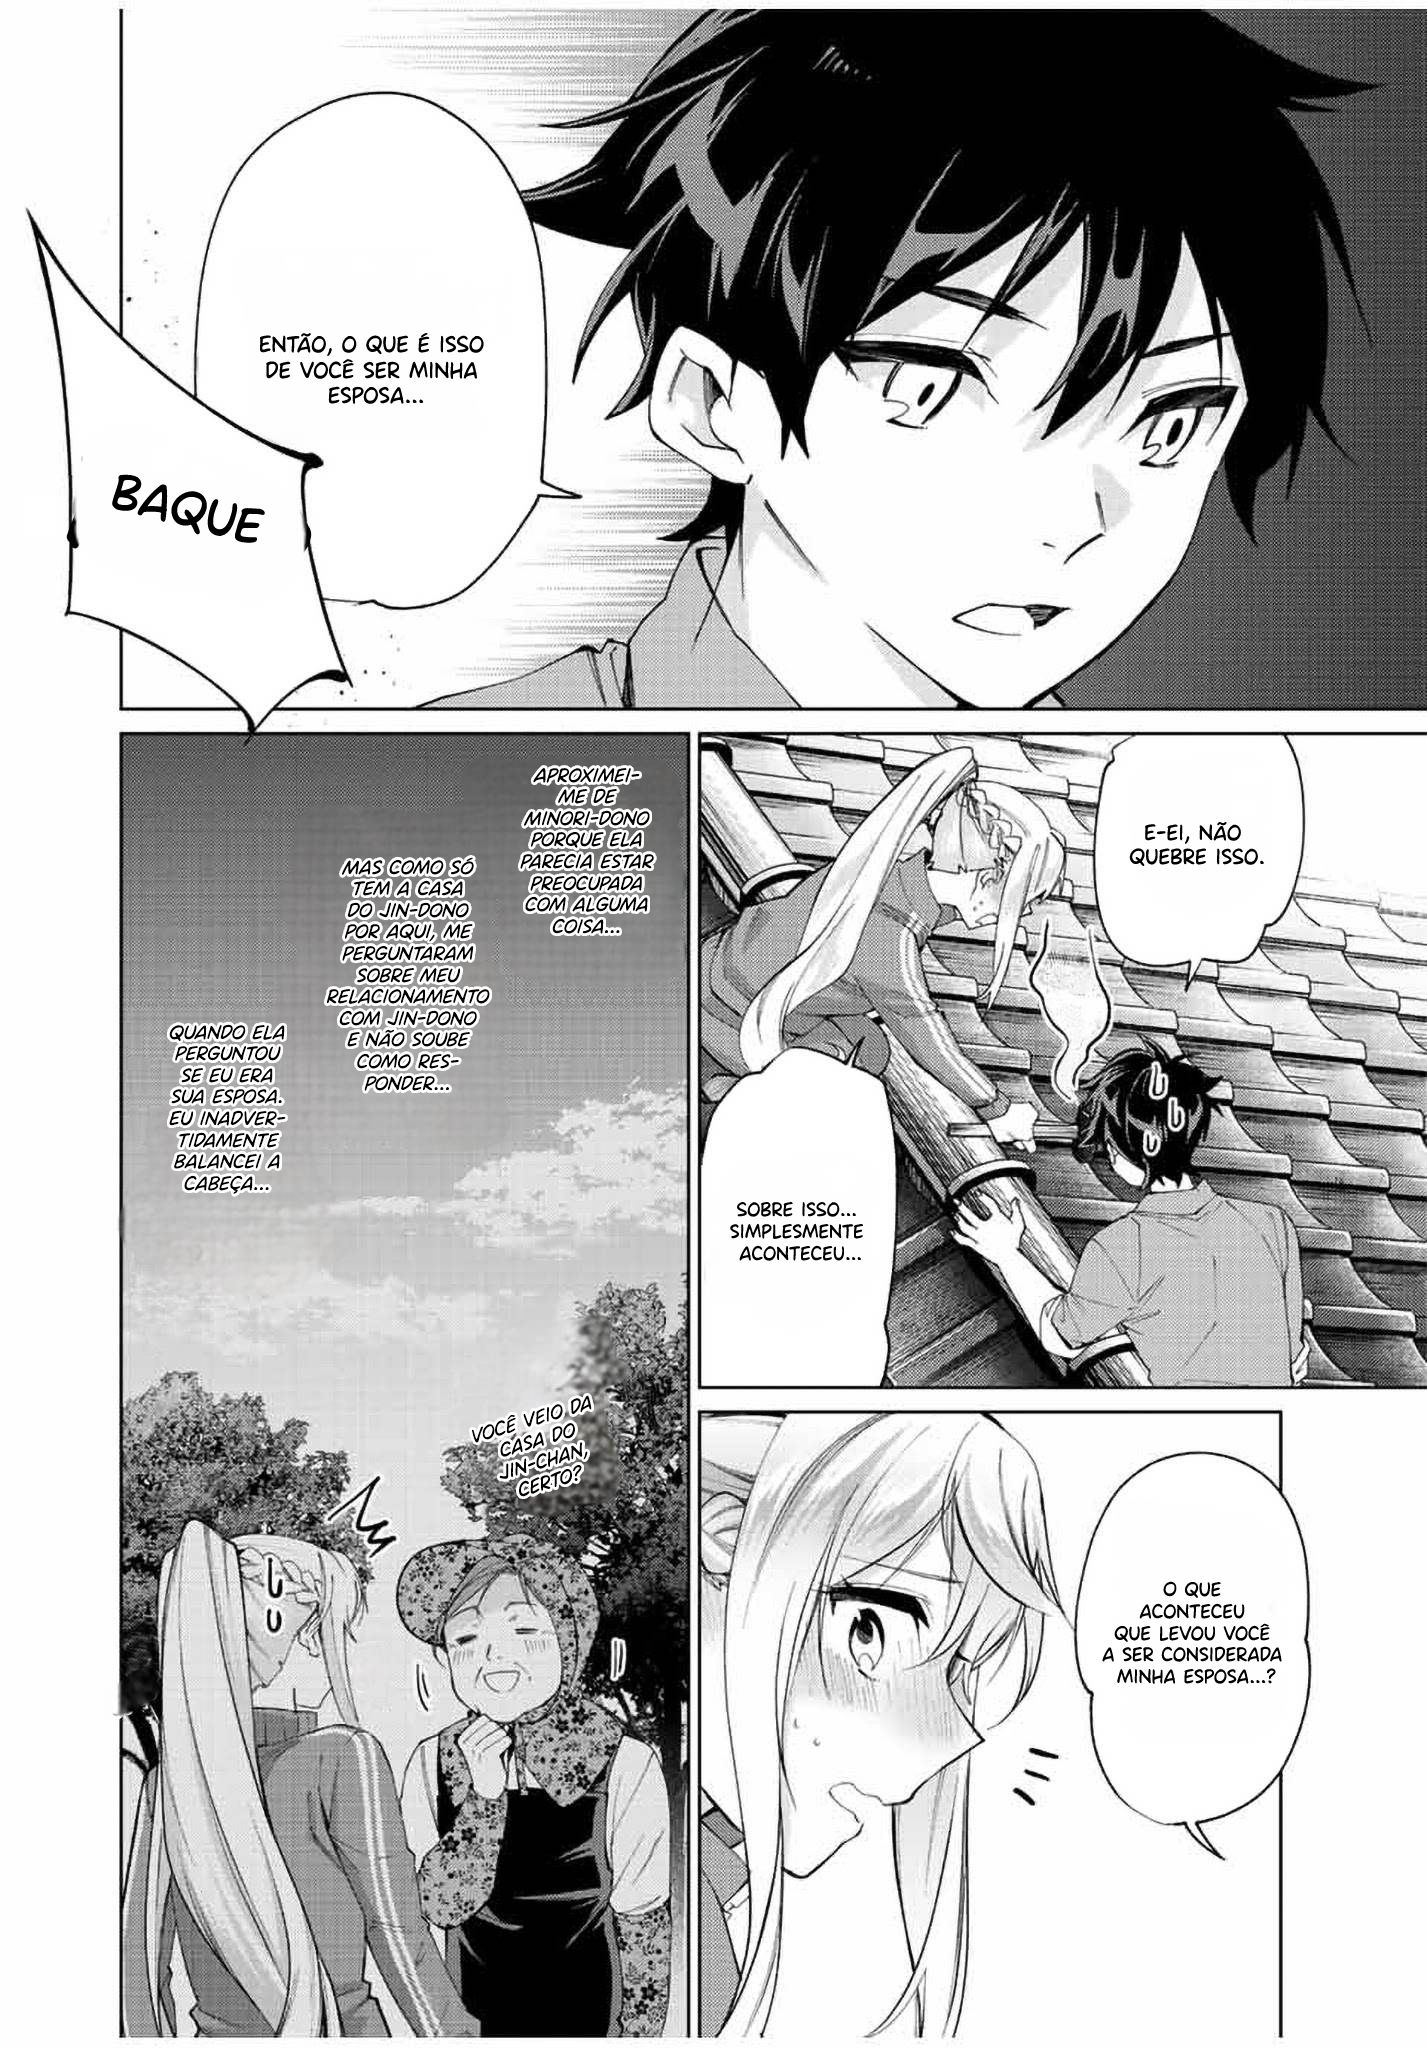 ENTÃO, O QUE É ISSO
DE VOCÊ SER MINHA
ESPOSA...
BAQUE
E-EI, NÃO
QUEBRE ISSO.
SOBRE ISSO...
SIMPLESMENTE
ACONTECEU...
O QUE
ACONTECEU
QUE LEVOU VOCÊ
A SER CONSIDERADA
MINHA ESPOSA...?
APROXIMEI-
ME DE
MINORI-DONO
PORQUE ELA
PARECIA ESTAR
PREOCUPADA
COM ALGUMA
COISA...
MAS COMO SÓ
TEM A CASA
DO JIN-DONO
POR AQUI, ME
PERGUNTARAM
SOBRE MEU
RELACIONAMENTO
COM JIN-DONO
E NÃO SOUBE
COMO RES-
PONDER...
QUANDO ELA
PERGUNTOU
SE EU ERA
SUA ESPOSA.
EU INADVER-
TIDAMENTE
BALANCEI A
CABEÇA...
VOCÊ VEIO DA
CASA DO
JIN-CHAN,
CERTO?